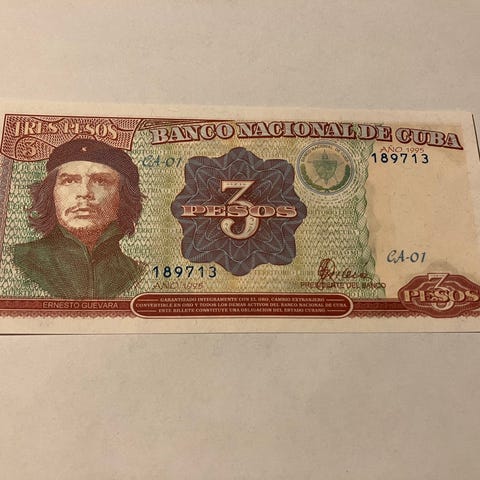 TRES PESOS
BANCO NACIONAL DE CUBA
3
CA-01
AÑO 1995
189713
3
PESOS
CA-01
189713
AÑO 1995
PRESIDENTE DEL BANCO
3
PESOS
ERNESTO GUEVARA
GARANTIZADO INTEGRAMENTE CON EL ORO, CAMBIO EXTRANJERO
CONVERTIBLE EN ORO Y TODOS LOS DEMAS ACTIVOS DEL BANCO NACIONAL DE CUBA
ESTE BILLETE CONSTITUYE UNA OBLIGACION DEL ESTADO CUBANO